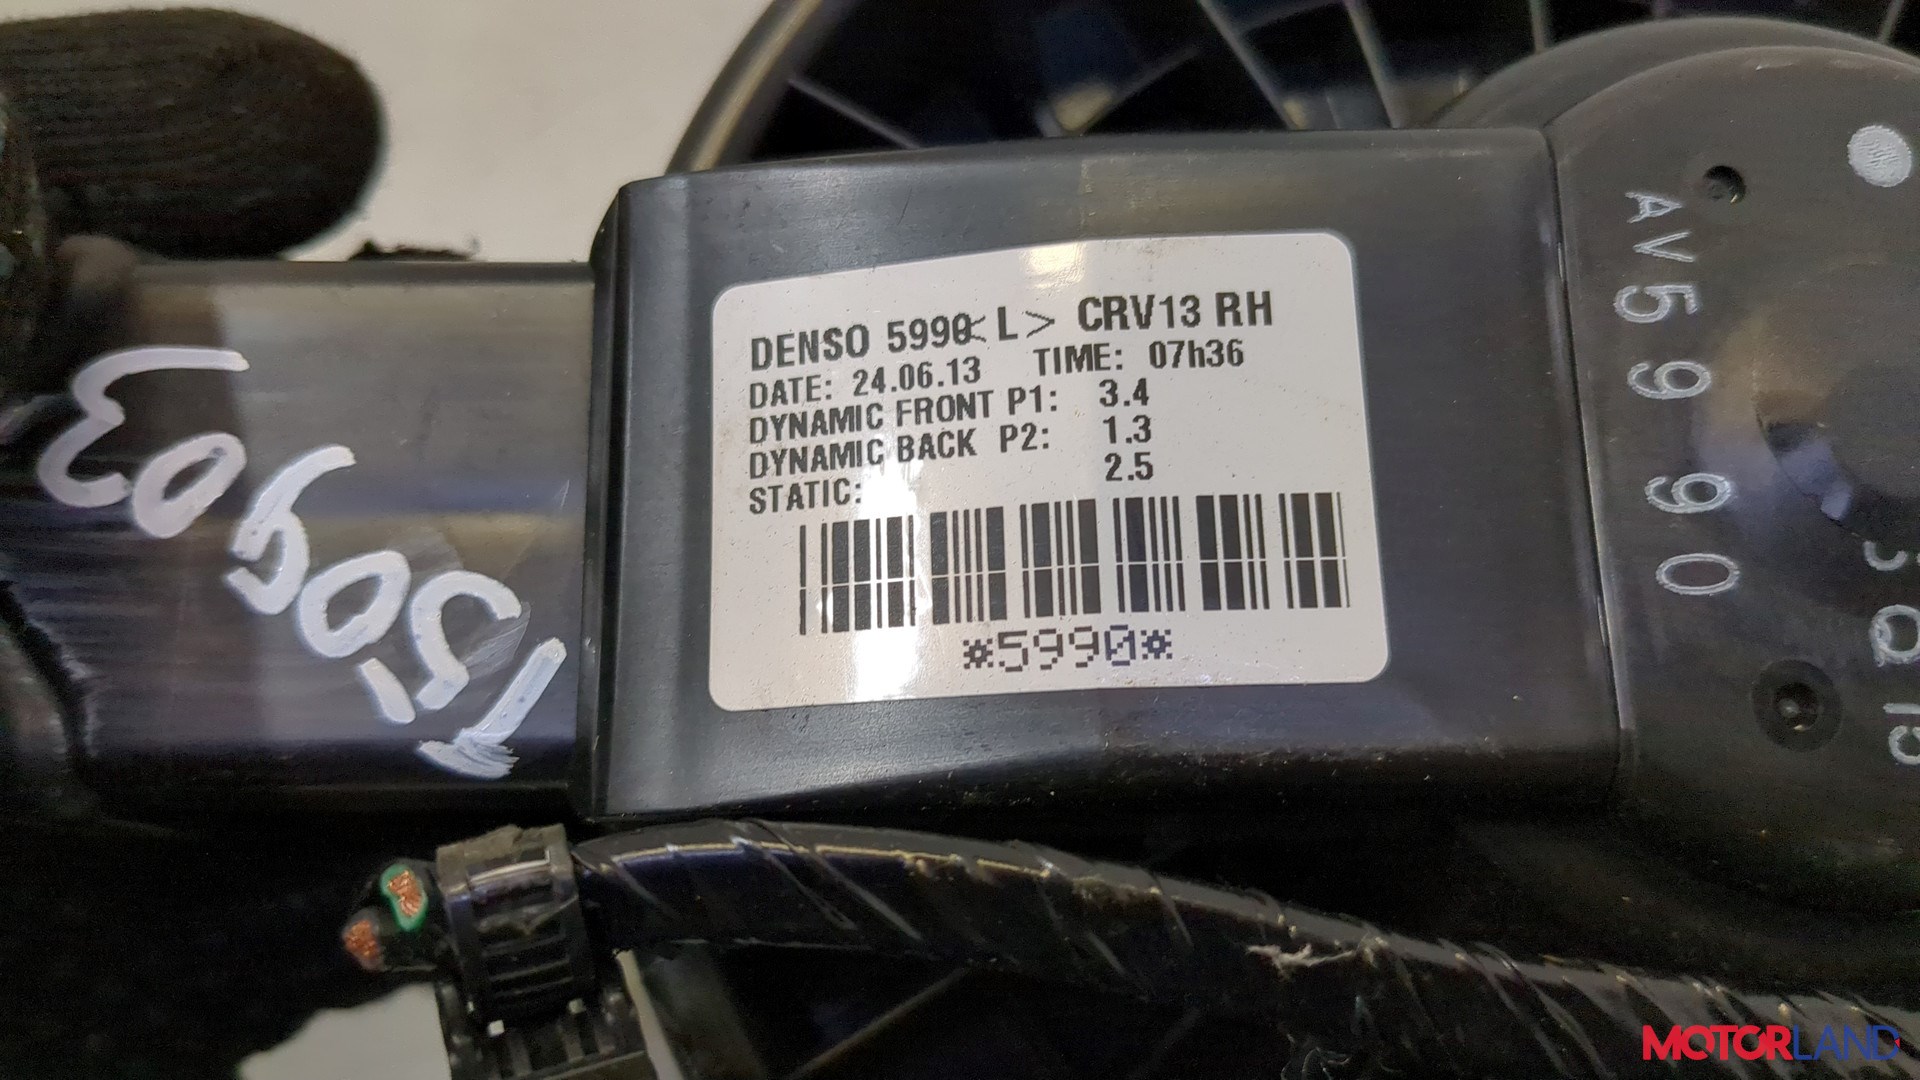 DENSO 5990 <L> CRV13 RH
DATE: 24.06.13 TIME: 07h36
DYNAMIC FRONT P1: 3.4
DYNAMIC BACK P2: 1.3
STATIC: 2.5
*5990*
AV5990
MOTORLAND